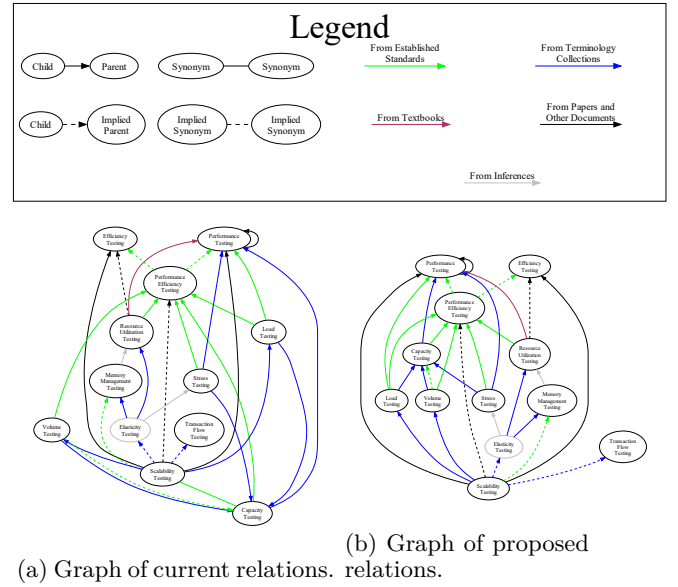 Legend
Child
Parent
Synonym
Synonym
From Established
Standards
From Terminology
Collections
Child
Implied
Parent
Implied
Synonym
Implied
Synonym
From Textbooks
From Papers and
Other Documents
From Inferences
Efficiency
Testing
Performance
Testing
Performance
Efficiency
Testing
Resource
Utilization Testing
Load
Testing
Memory
Management
Testing
Stress
Testing
Volume
Testing
Elasticity
Testing
Transaction
Flow
Testing
Scalability
Testing
Capacity
Testing
(a) Graph of current relations.
Performance
Testing
Efficiency
Testing
Performance
Efficiency
Testing
Capacity
Testing
Resource
Utilization
Testing
Load
Testing
Volume
Testing
Stress
Testing
Memory
Management
Testing
Elasticity
Testing
Transaction
Flow
Testing
Scalability
Testing
(b) Graph of proposed
relations.